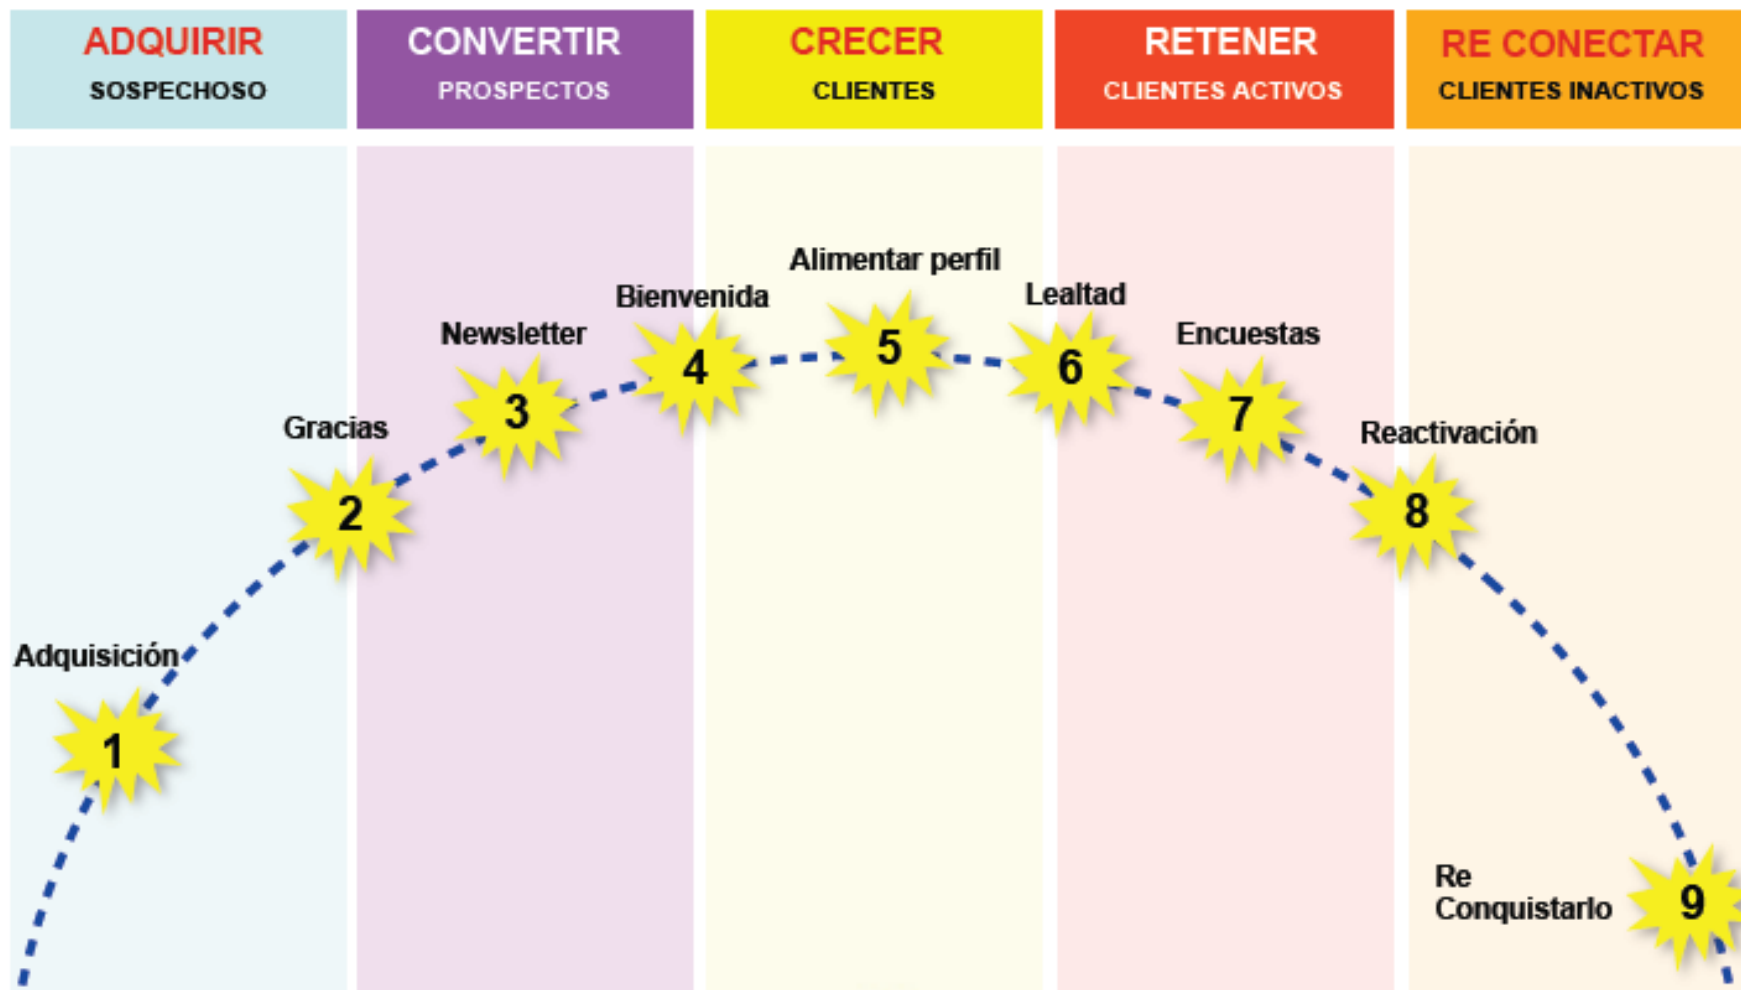 ADQUIRIR
SOSPECHOSO
CONVERTIR
PROSPECTOS
CRECER
CLIENTES
RETENER
CLIENTES ACTIVOS
RE CONECTAR
CLIENTES INACTIVOS
Adquisición
1
Gracias
2
Newsletter
3
Bienvenida
4
Alimentar perfil
5
Lealtad
6
Encuestas
7
Reactivación
8
Re
Conquistarlo
9